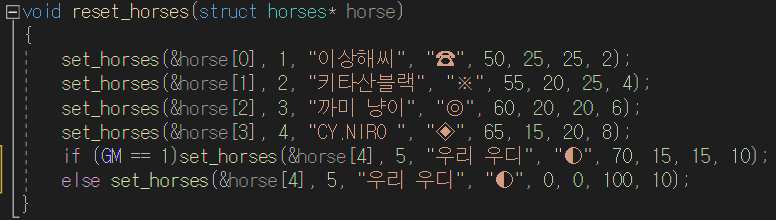 void reset_horses(struct horses* horse)
{
set_horses(&horse[0], 1, "이상해씨", "☎", 50, 25, 25, 2);
set_horses(&horse[1], 2, "키타산블랙", "※", 55, 20, 25, 4);
set_horses(&horse[2], 3, "까미 냥이", "◎", 60, 20, 20, 6);
set_horses(&horse[3], 4, "CY.NIRO ", "◈", 65, 15, 20, 8);
if (GM == 1)set_horses(&horse[4], 5, "우리 우디", "◐", 70, 15, 15, 10);
else set_horses(&horse[4], 5, "우리 우디", "◐", 0, 0, 100, 10);
}